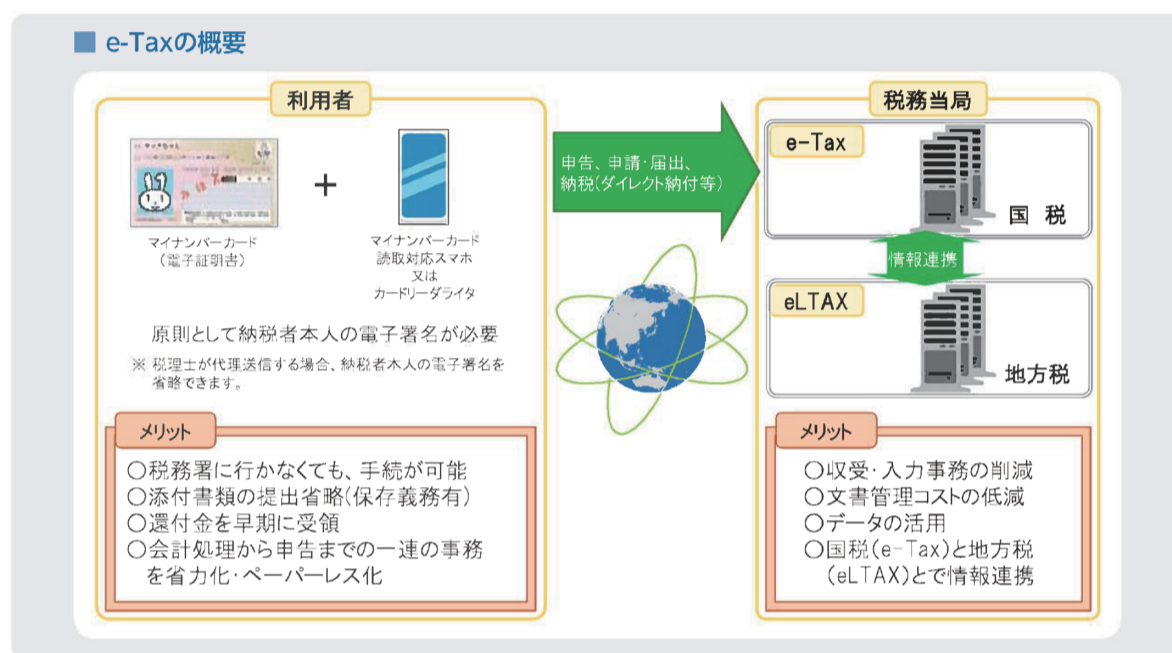 ■ e-Taxの概要
利用者
マイナンバーカード
(電子証明書)
+
マイナンバーカード
読取対応スマホ
又は
カードリーダライタ
原則として納税者本人の電子署名が必要
※ 税理士が代理送信する場合、納税者本人の電子署名を
省略できます。
メリット
○税務署に行かなくても、手続が可能
○添付書類の提出省略(保存義務有)
○還付金を早期に受領
○会計処理から申告までの一連の事務
を省力化・ペーパーレス化
申告、申請・届出、
納税(ダイレクト納付等)
税務当局
e-Tax
国 税
情報連携
eLTAX
地方税
メリット
○収受・入力事務の削減
○文書管理コストの低減
○データの活用
○国税(e-Tax)と地方税
(eLTAX)とで情報連携